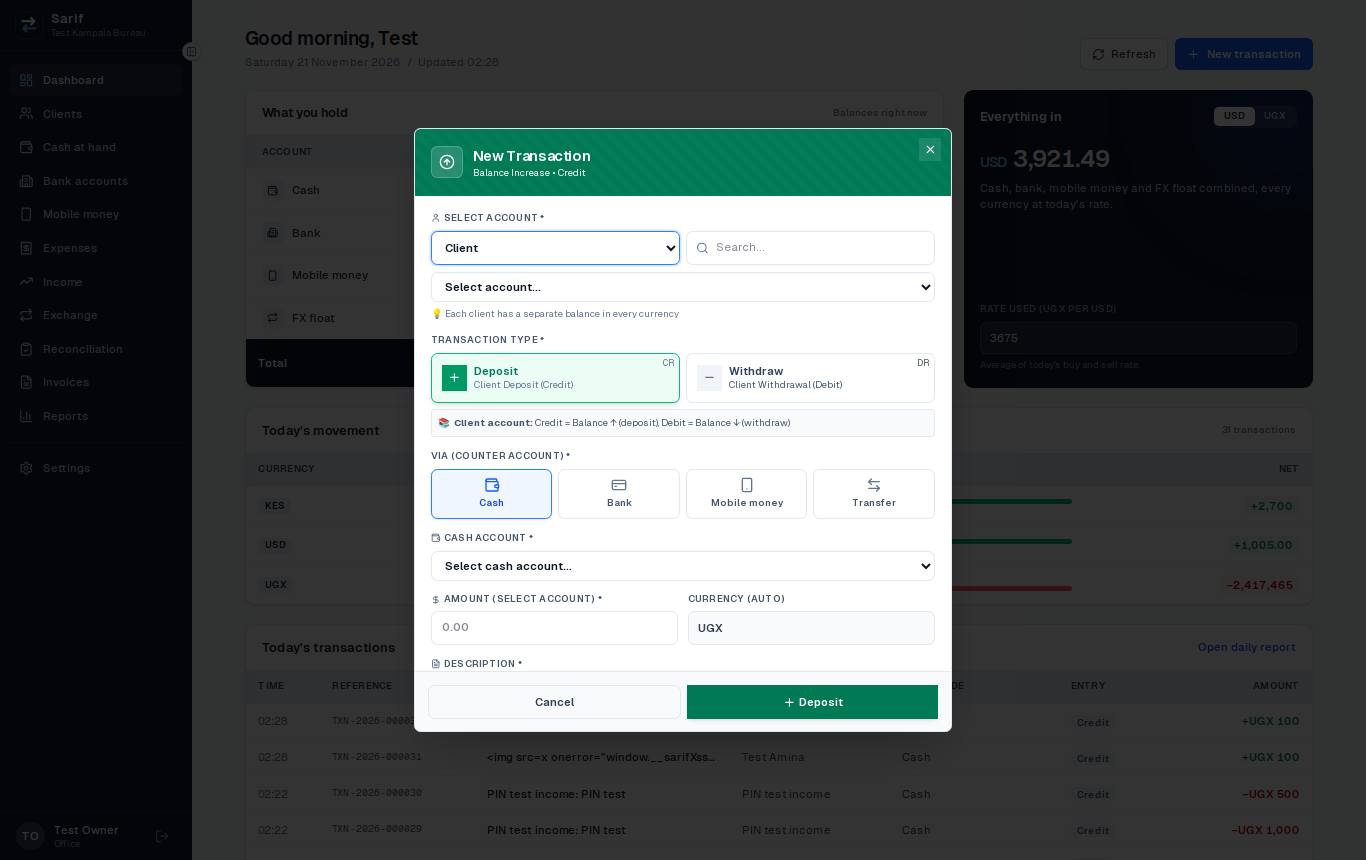 Sarif
Test Kampala Bureau
Dashboard
Clients
Cash at hand
Bank accounts
Mobile money
Expenses
Income
Exchange
Reconciliation
Invoices
Reports
Settings
TO
Test Owner
Office
Good morning, Test
Saturday 21 November 2026 / Updated 02:28
Refresh
New transaction
What you hold
Balances right now
ACCOUNT
Cash
Bank
Mobile money
FX float
Total
Everything in
USD
UGX
USD 3,921.49
Cash, bank, mobile money and FX float combined, every
currency at today's rate.
RATE USED (UGX PER USD)
3675
Average of today's buy and sell rate.
New Transaction
Balance Increase • Credit
SELECT ACCOUNT *
Client
Search...
Select account...
💡 Each client has a separate balance in every currency
TRANSACTION TYPE *
Deposit
Client Deposit (Credit)
CR
Withdraw
Client Withdrawal (Debit)
DR
📚 Client account: Credit = Balance ↑ (deposit), Debit = Balance ↓ (withdraw)
VIA (COUNTER ACCOUNT) *
Cash
Bank
Mobile money
Transfer
CASH ACCOUNT *
Select cash account...
AMOUNT (SELECT ACCOUNT) *
0.00
CURRENCY (AUTO)
UGX
DESCRIPTION *
Cancel
+ Deposit
Today's movement
31 transactions
CURRENCY
NET
KES
+2,700
USD
+1,005.00
UGX
−2,417,465
Today's transactions
Open daily report
TIME REFERENCE ENTRY AMOUNT
02:28 Credit +UGX 100
02:28 TXN-2026-000031 <img src=x onerror="window.__sarifXss... Test Amina Cash Credit +UGX 100
02:22 TXN-2026-000030 PIN test income: PIN test PIN test income Cash Credit −UGX 500
02:22 TXN-2026-000029 PIN test income: PIN test PIN test income Cash Credit −UGX 1,000